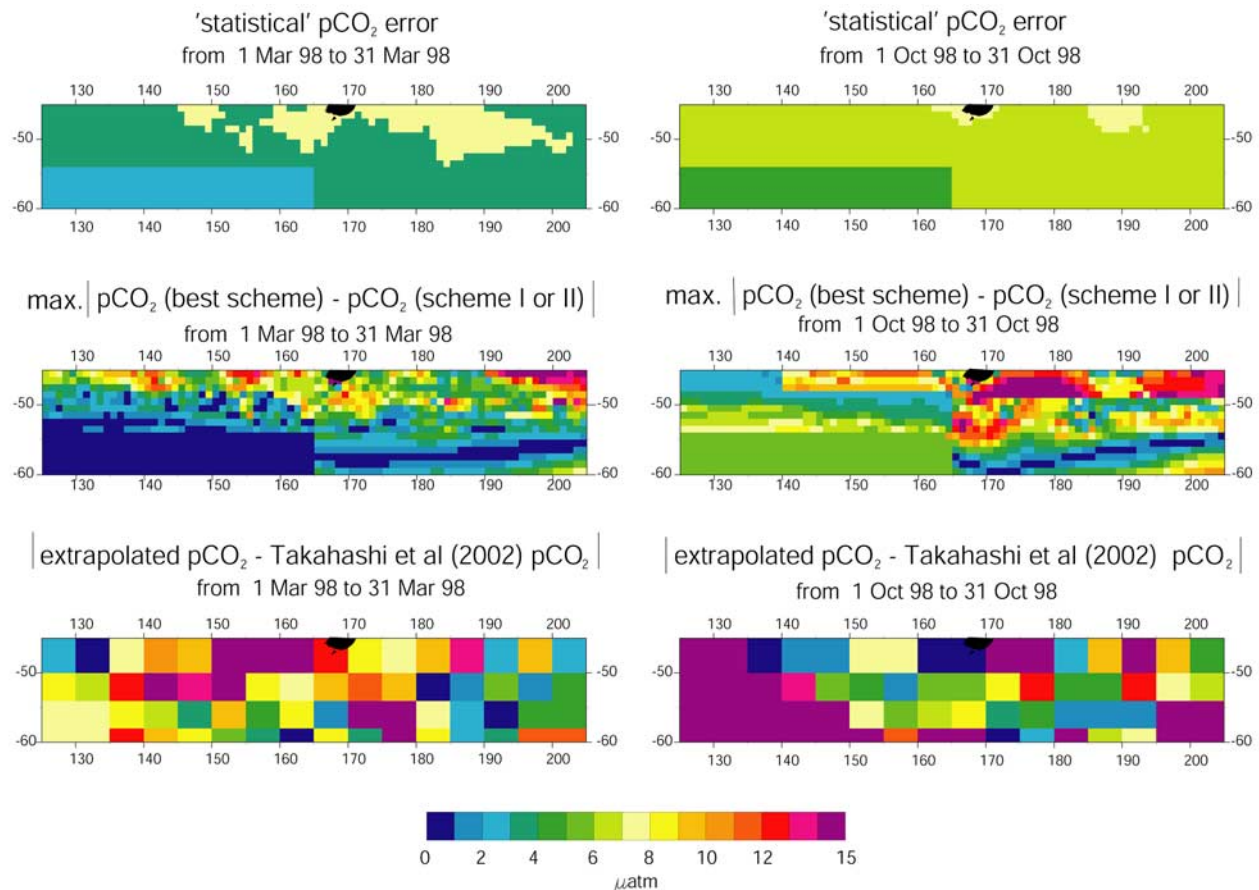 'statistical' pCO₂ error
from 1 Mar 98 to 31 Mar 98
130 140 150 160 170 180 190 200
-50 -50
-60 -60
130 140 150 160 170 180 190 200
'statistical' pCO₂ error
from 1 Oct 98 to 31 Oct 98
130 140 150 160 170 180 190 200
-50 -50
-60 -60
130 140 150 160 170 180 190 200
max. | pCO₂ (best scheme) - pCO₂ (scheme I or II) |
from 1 Mar 98 to 31 Mar 98
130 140 150 160 170 180 190 200
-50 -50
-60 -60
130 140 150 160 170 180 190 200
max. | pCO₂ (best scheme) - pCO₂ (scheme I or II) |
from 1 Oct 98 to 31 Oct 98
130 140 150 160 170 180 190 200
-50 -50
-60 -60
130 140 150 160 170 180 190 200
| extrapolated pCO₂ - Takahashi et al (2002) pCO₂ |
from 1 Mar 98 to 31 Mar 98
130 140 150 160 170 180 190 200
-50 -50
-60 -60
130 140 150 160 170 180 190 200
| extrapolated pCO₂ - Takahashi et al (2002) pCO₂ |
from 1 Oct 98 to 31 Oct 98
130 140 150 160 170 180 190 200
-50 -50
-60 -60
130 140 150 160 170 180 190 200
0 2 4 6 8 10 12 15
μatm